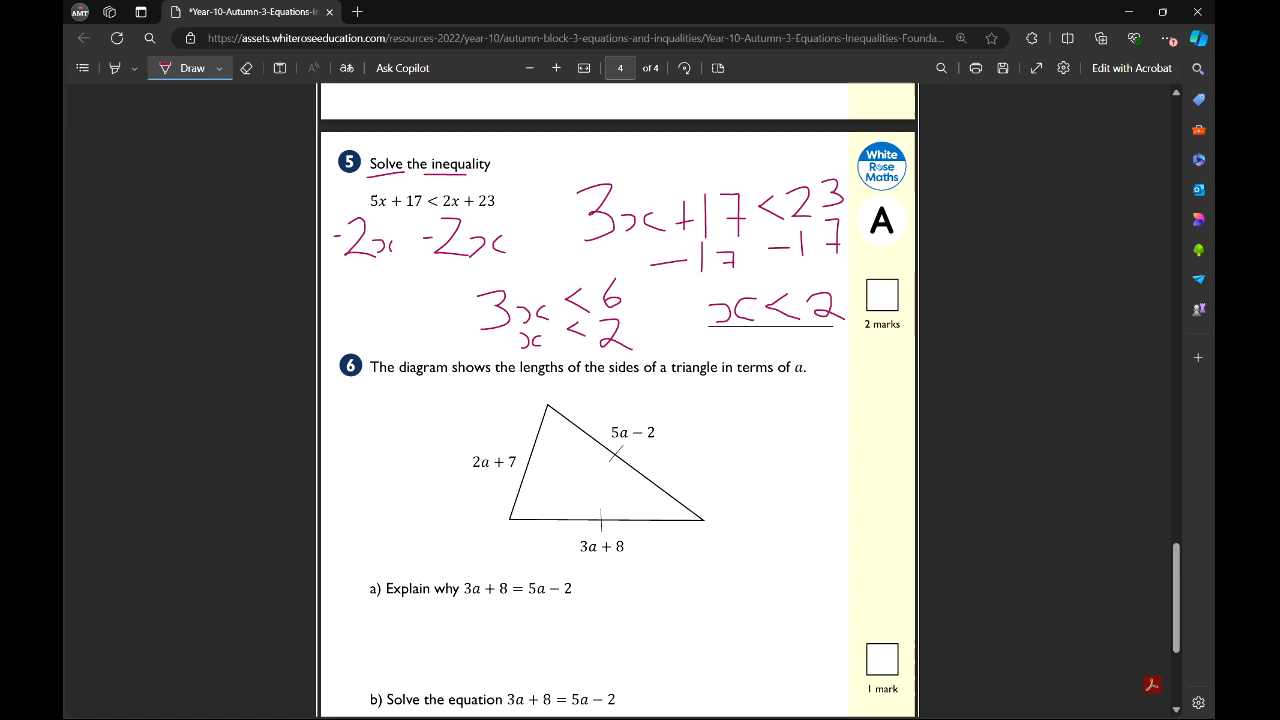 AMT
*Year-10-Autumn-3-Equations-In
https://assets.whiteroseeducation.com/resources-2022/year-10/autumn-block-3-equations-and-inqualities/Year-10-Autumn-3-Equations-Inequalities-Founda...
Draw
Ask Copilot
4 of 4
Edit with Acrobat
5 Solve the inequality
5x + 17 < 2x + 23
-2x -2x
3x+17<23
-17 -17
3x < 6
x < 2
x < 2
White
Rose
Maths
A
2 marks
6 The diagram shows the lengths of the sides of a triangle in terms of a.
5a − 2
2a + 7
3a + 8
a) Explain why 3a + 8 = 5a − 2
1 mark
b) Solve the equation 3a + 8 = 5a − 2